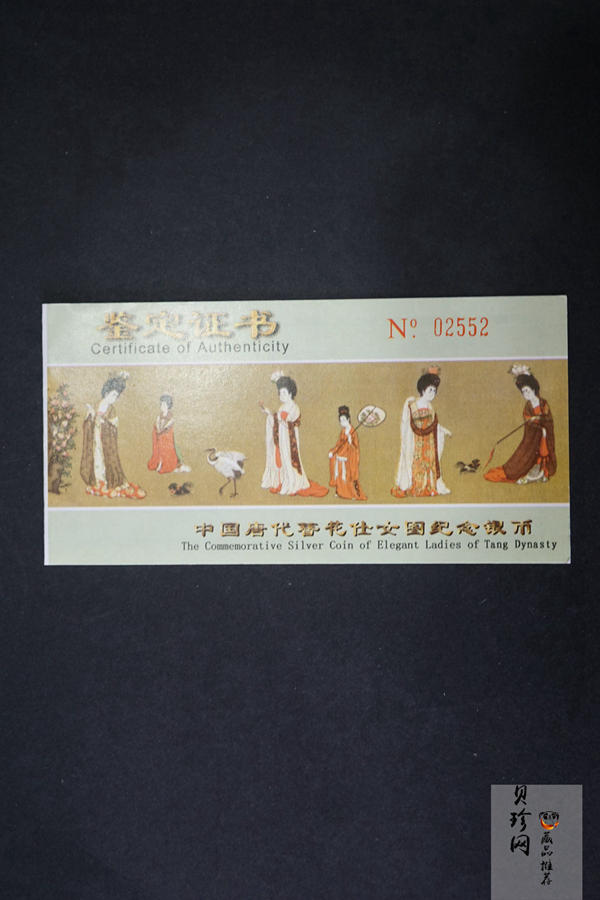 鉴定证书
Certificate of Authenticity
Nº. 02552
中国唐代簪花仕女图纪念银币
The Commemorative Silver Coin of Elegant Ladies of Tang Dynasty
贝珍网
藏品推荐